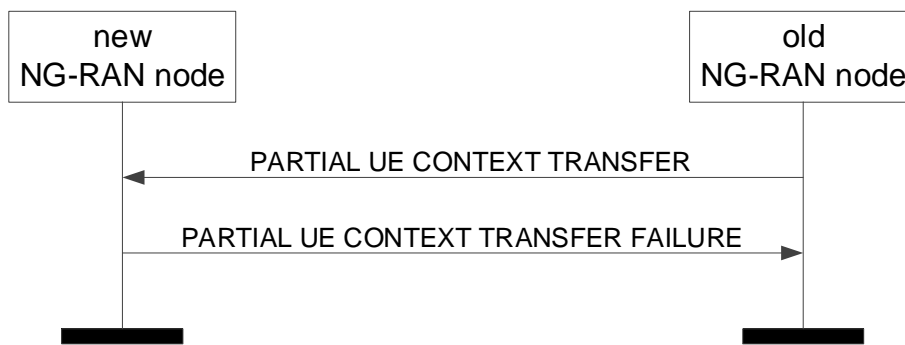 new
NG-RAN node
old
NG-RAN node
PARTIAL UE CONTEXT TRANSFER
PARTIAL UE CONTEXT TRANSFER FAILURE